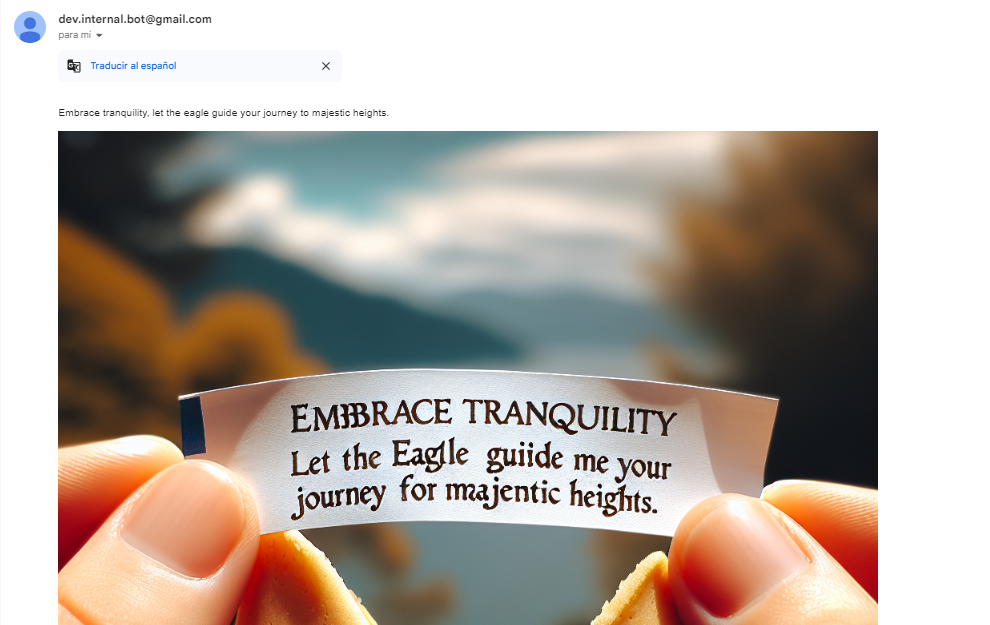 dev.internal.bot@gmail.com
para mí
Traducir al español
Embrace tranquility, let the eagle guide your journey to majestic heights.
EMBBRACE TRANQUILITY
Let the Eaglle guiide me your
journey for majentic heights.